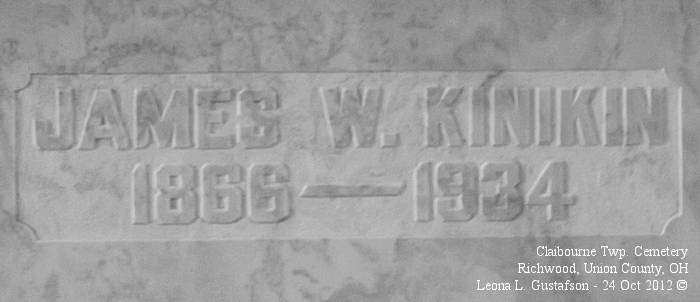 JAMES W. KINIKIN
1866 — 1934
Claibourne Twp. Cemetery
Richwood, Union County, OH
Leona L. Gustafson - 24 Oct 2012 ©